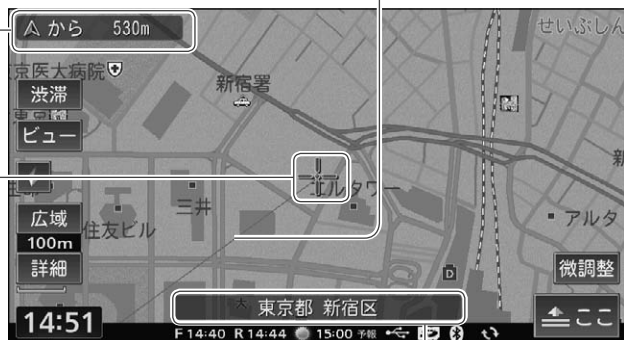 から 530m
せいぶしん
京医大病院
新宿署
渋滞
ビュー
エルタワー
三井
アルタ
広域
住友ビル
100m
詳細
微調整
D
東京都 新宿区
ここ
14:51
F14:40 R14:44 15:00 予報